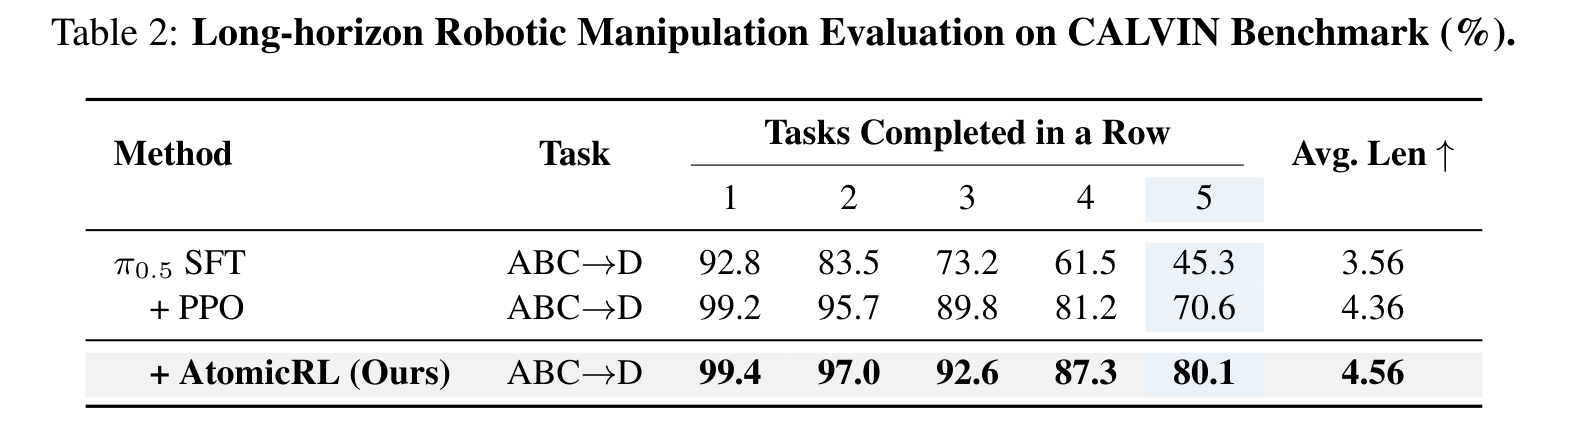 Table 2: Long-horizon Robotic Manipulation Evaluation on CALVIN Benchmark (%).
Method Task Tasks Completed in a Row Avg. Len ↑
1 2 3 4 5
π0.5 SFT ABC→D 92.8 83.5 73.2 61.5 45.3 3.56
+ PPO ABC→D 99.2 95.7 89.8 81.2 70.6 4.36
+ AtomicRL (Ours) ABC→D 99.4 97.0 92.6 87.3 80.1 4.56